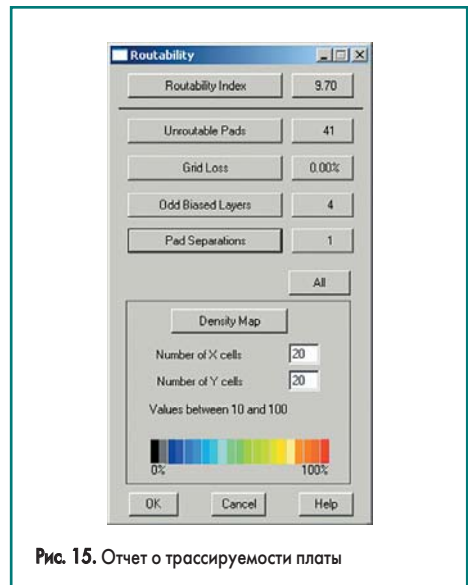 Routability
Routability Index 9.70
Unroutable Pads 41
Grid Loss 0.00%
Odd Biased Layers 4
Pad Separations 1
All
Density Map
Number of X cells 20
Number of Y cells 20
Values between 10 and 100
0% 100%
OK Cancel Help
Рис. 15. Отчет о трассируемости платы